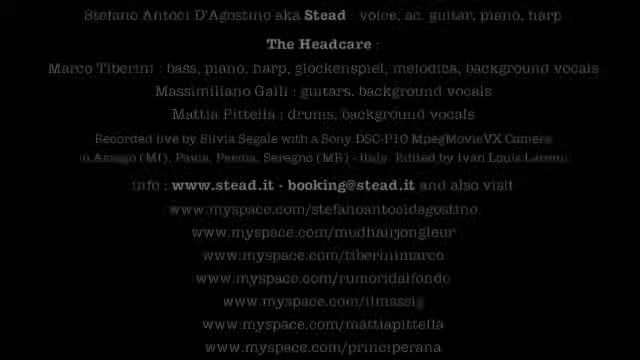 Stefano Antoci D'Agostino aka Stead : voice, ac. guitar, piano, harp
The Headcare :
Marco Tiberini : bass, piano, harp, glockenspiel, melodica, background vocals
Massimiliano Galli : guitars, background vocals
Mattia Pittella : drums, background vocals
Recorded live by Silvia Segale with a Sony DSC-P10 MpegMovieVX Camera
in Assago (MI), Pavia, Parma, Seregno (MB) - Italy. Edited by Ivan Louis
info : www.stead.it - booking@stead.it and also visit
www.myspace.com/stefanoantocidagostino
www.myspace.com/mudhairjongleur
www.myspace.com/tiberinimarco
www.myspace.com/rumoridalfondo
www.myspace.com/ilmassig
www.myspace.com/mattiapittella
www.myspace.com/principerana